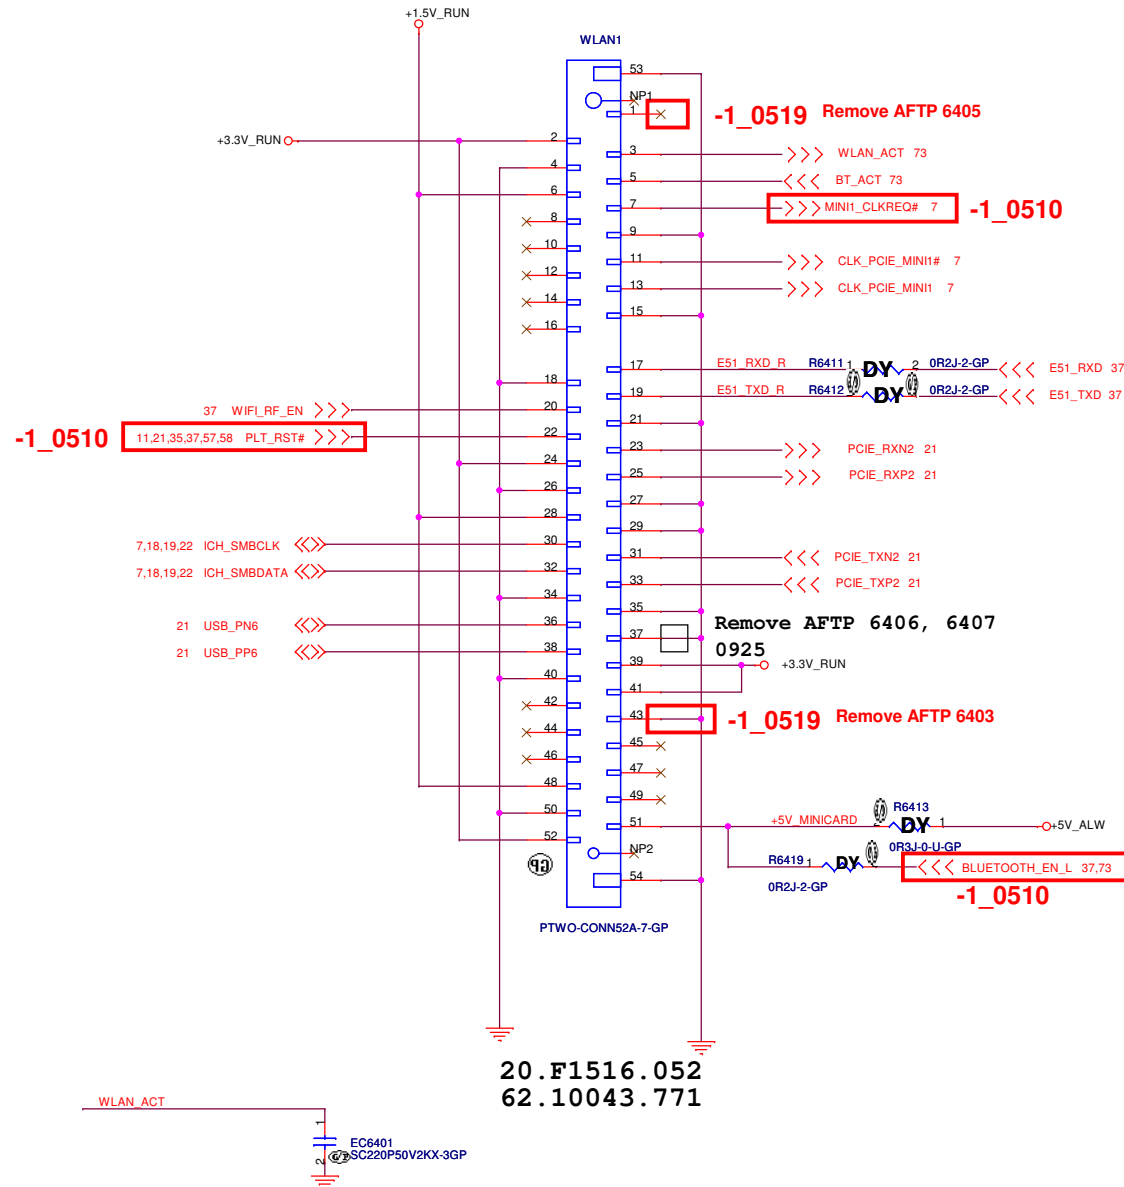 +1.5V_RUN
WLAN1
53
NP1
1
-1_0519 Remove AFTP 6405
+3.3V_RUN
2
3 WLAN_ACT 73
4
5 BT_ACT 73
6
7 MINI1_CLKREQ# 7 -1_0510
8
9
10
11 CLK_PCIE_MINI1# 7
12
13 CLK_PCIE_MINI1 7
14
15
16
17 E51_RXD_R R6411 1 DY 2 0R2J-2-GP E51_RXD 37
18
19 E51_TXD_R R6412 DY 0R2J-2-GP E51_TXD 37
37 WIFI_RF_EN 20
21
-1_0510 11,21,35,37,57,58 PLT_RST# 22
23 PCIE_RXN2 21
24
25 PCIE_RXP2 21
26
27
28
29
7,18,19,22 ICH_SMBCLK 30
31 PCIE_TXN2 21
7,18,19,22 ICH_SMBDATA 32
33 PCIE_TXP2 21
34
35
21 USB_PN6 36
37 Remove AFTP 6406, 6407
0925
21 USB_PP6 38
39 +3.3V_RUN
40
41
42
43 -1_0519 Remove AFTP 6403
44
45
46
47
48
49
50
51 +5V_MINICARD R6413 DY 1 +5V_ALW
0R3J-0-U-GP
52
NP2
R6419 1 DY BLUETOOTH_EN_L 37,73
0R2J-2-GP
-1_0510
54
PTWO-CONN52A-7-GP
20.F1516.052
62.10043.771
WLAN_ACT
1
EC6401
SC220P50V2KX-3GP
2